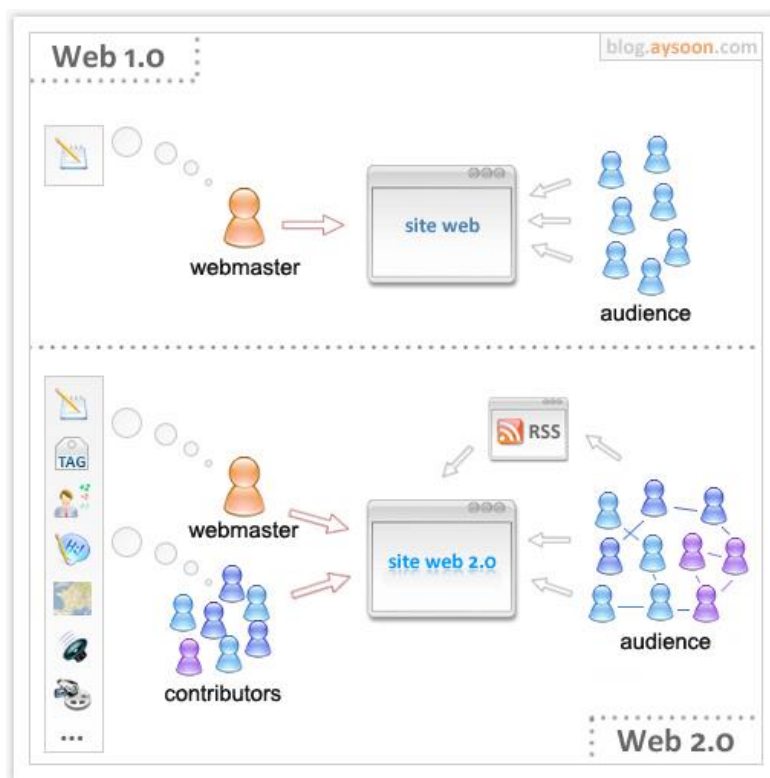 Web 1.0
blog.aysoon.com
site web
webmaster
audience
RSS
TAG
webmaster
Hi!
site web 2.0
contributors
audience
...
Web 2.0